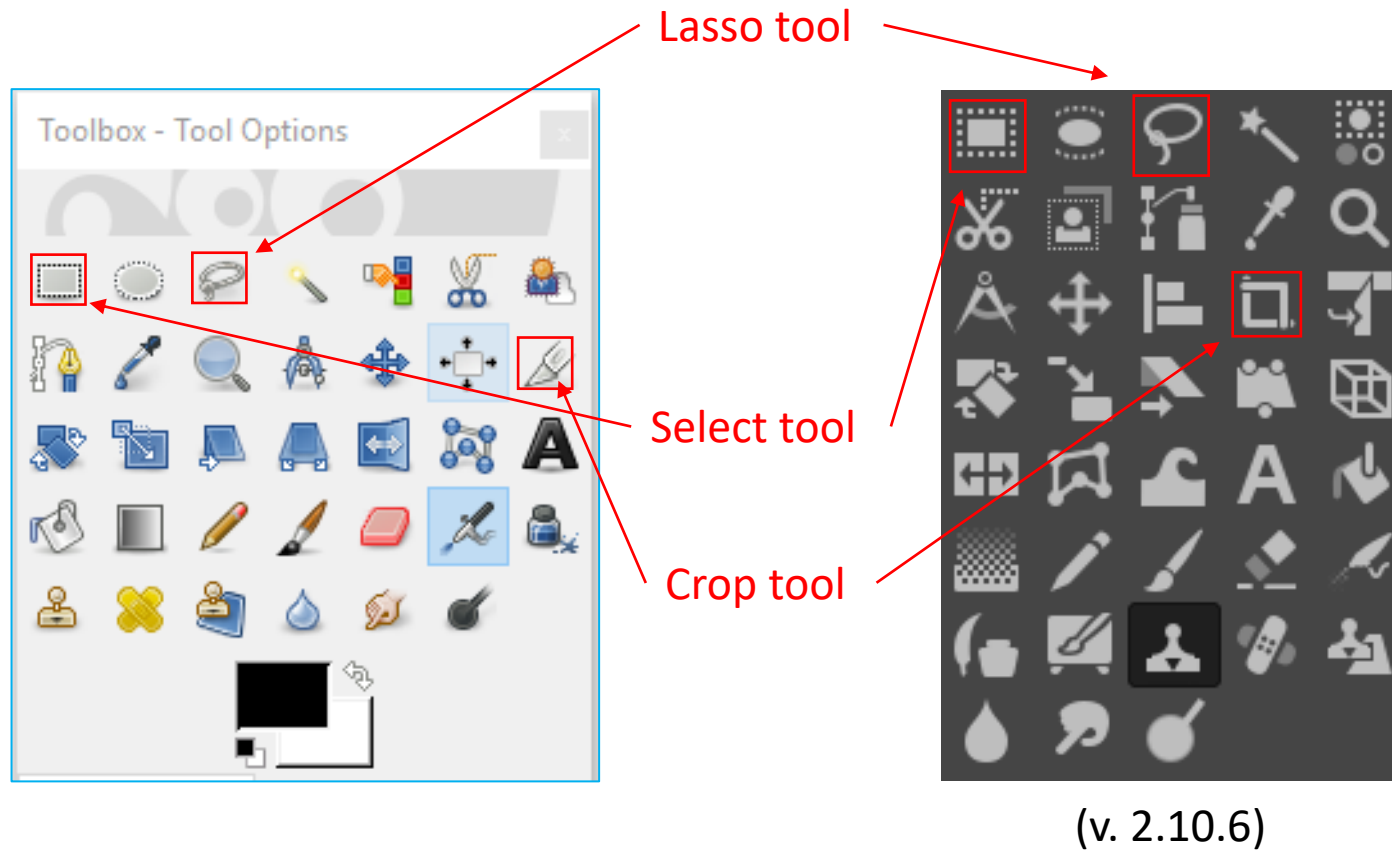 Lasso tool
Toolbox - Tool Options
x
Select tool
Crop tool
(v. 2.10.6)